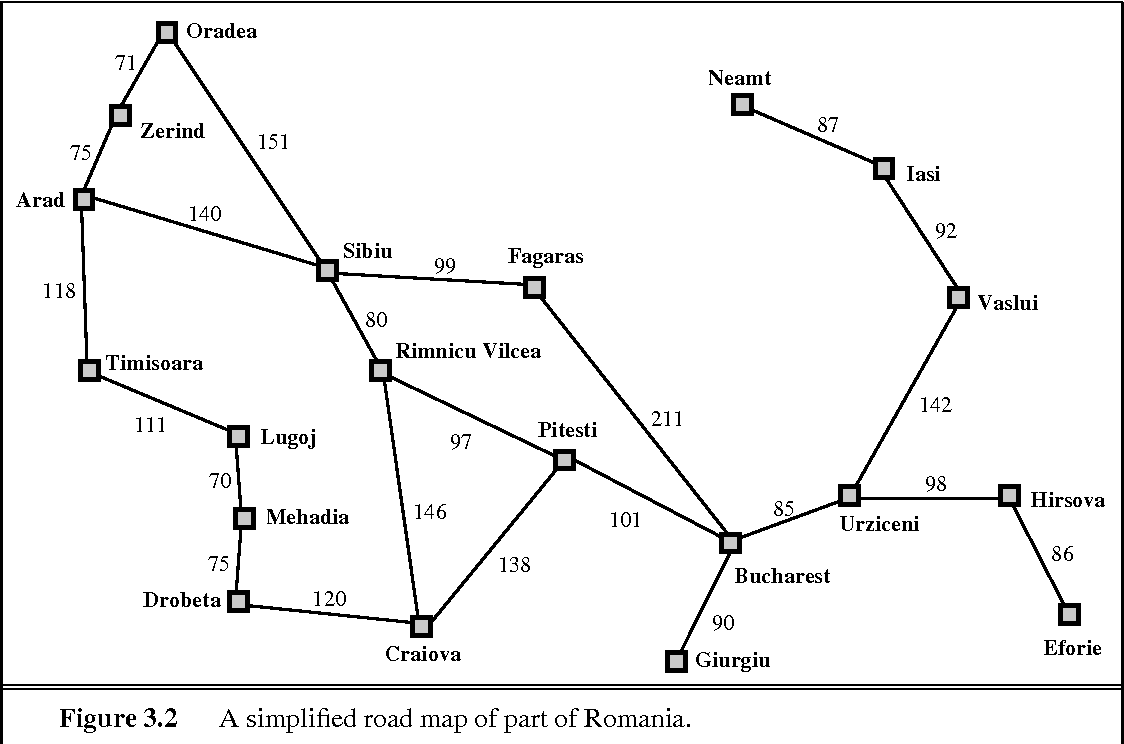 Oradea
71
Neamt
Zerind
87
151
75
Iasi
Arad
140
92
Sibiu
Fagaras
99
118
Vaslui
80
Rimnicu Vilcea
Timisoara
142
211
111
Pitesti
Lugoj
97
70
98
Hirsova
146
101
85
Mehadia
Urziceni
86
75
138
Bucharest
Drobeta
120
90
Craiova
Eforie
Giurgiu
Figure 3.2 A simplified road map of part of Romania.